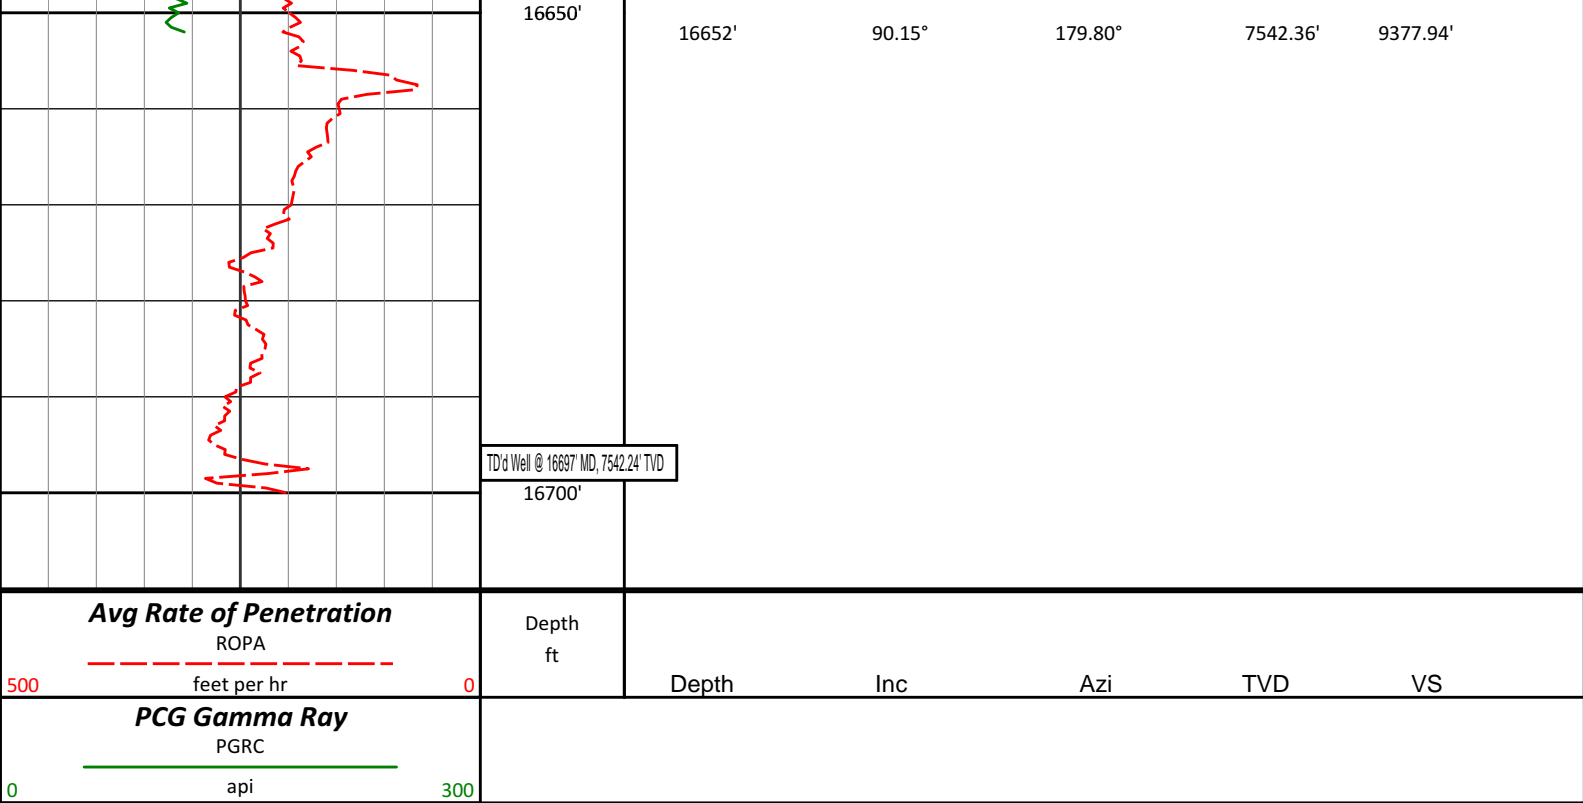 16650'
16652' 90.15° 179.80° 7542.36' 9377.94'
TD'd Well @ 16697' MD, 7542.24' TVD
16700'
Avg Rate of Penetration
ROPA
500 feet per hr 0
Depth
ft
Depth Inc Azi TVD VS
PCG Gamma Ray
PGRC
0 api 300